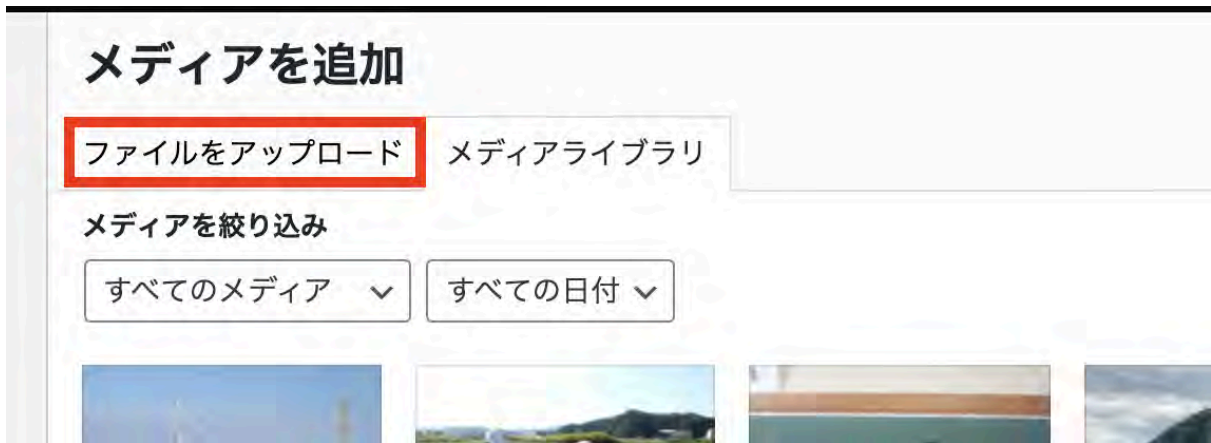 メディアを追加
ファイルをアップロード メディアライブラリ
メディアを絞り込み
すべてのメディア すべての日付